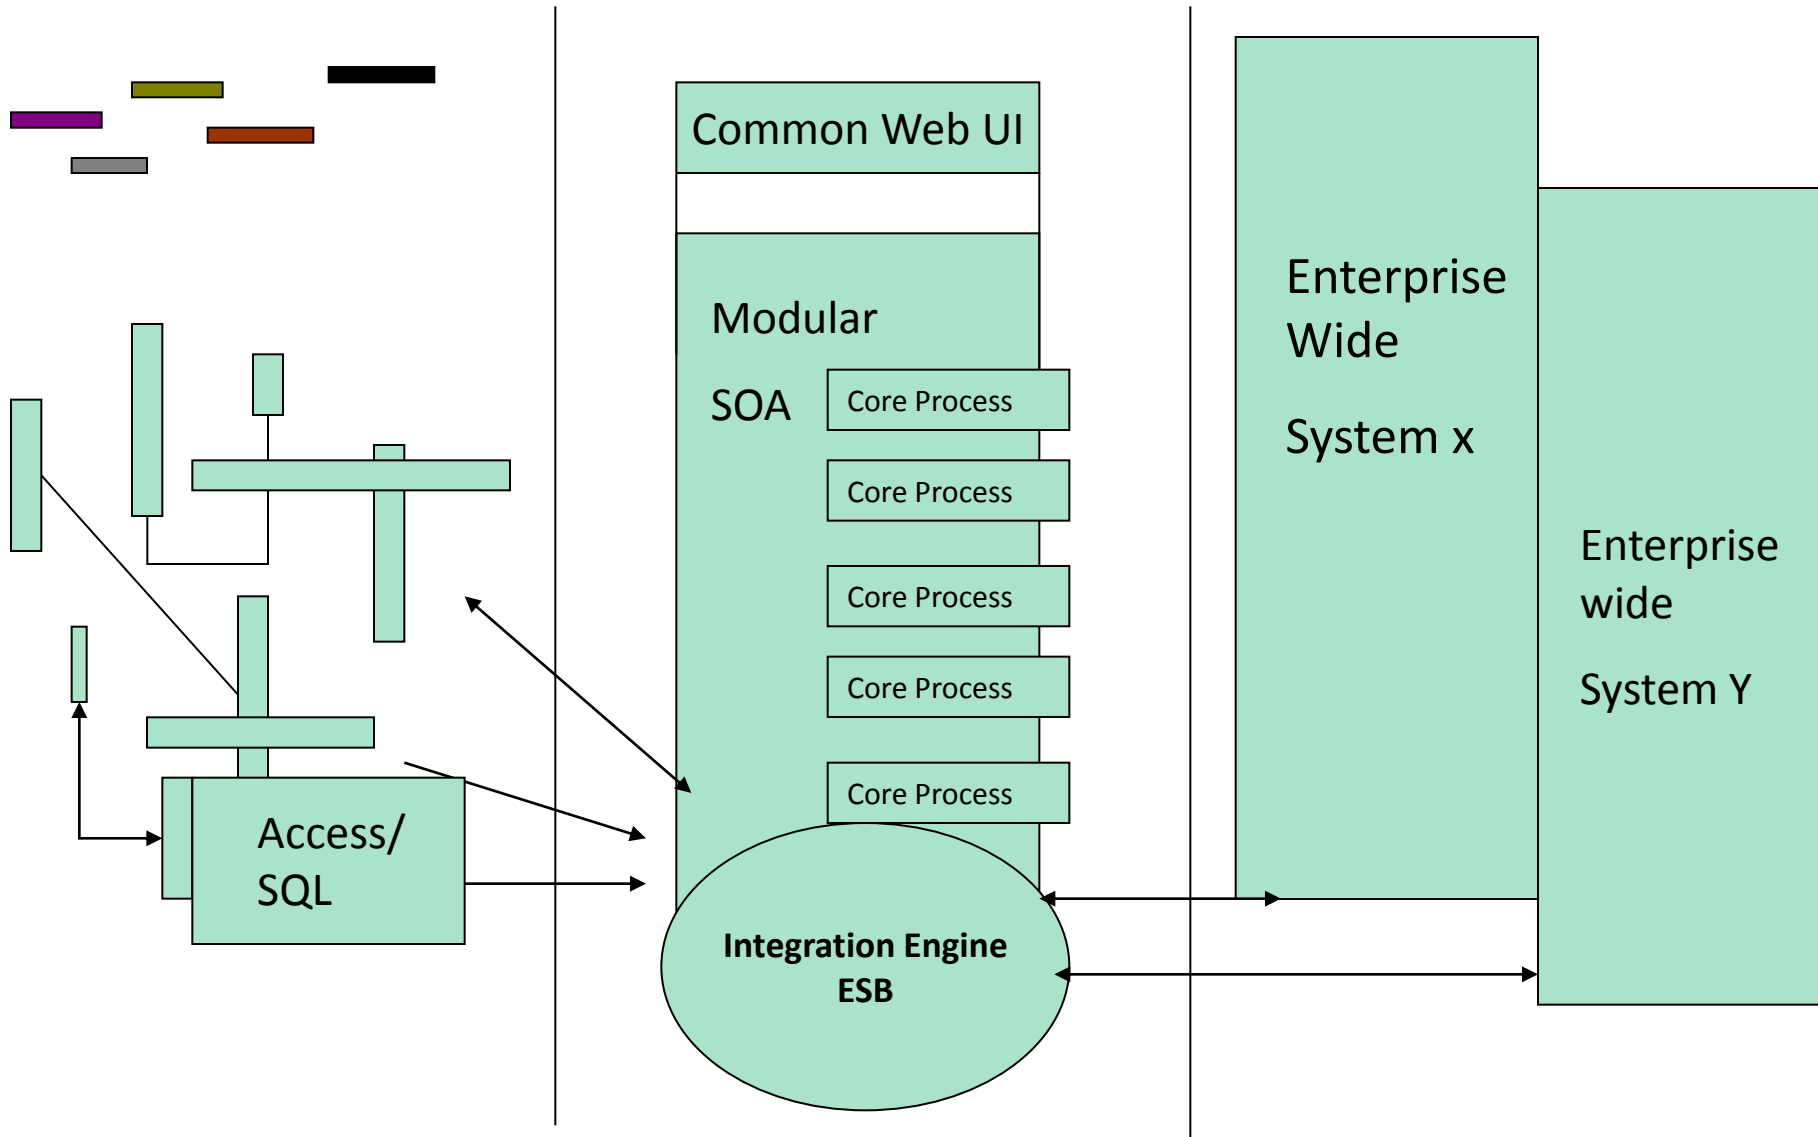 Common Web UI
Modular
SOA
Core Process
Core Process
Core Process
Core Process
Core Process
Access/
SQL
Integration Engine
ESB
Enterprise
Wide
System x
Enterprise
wide
System Y